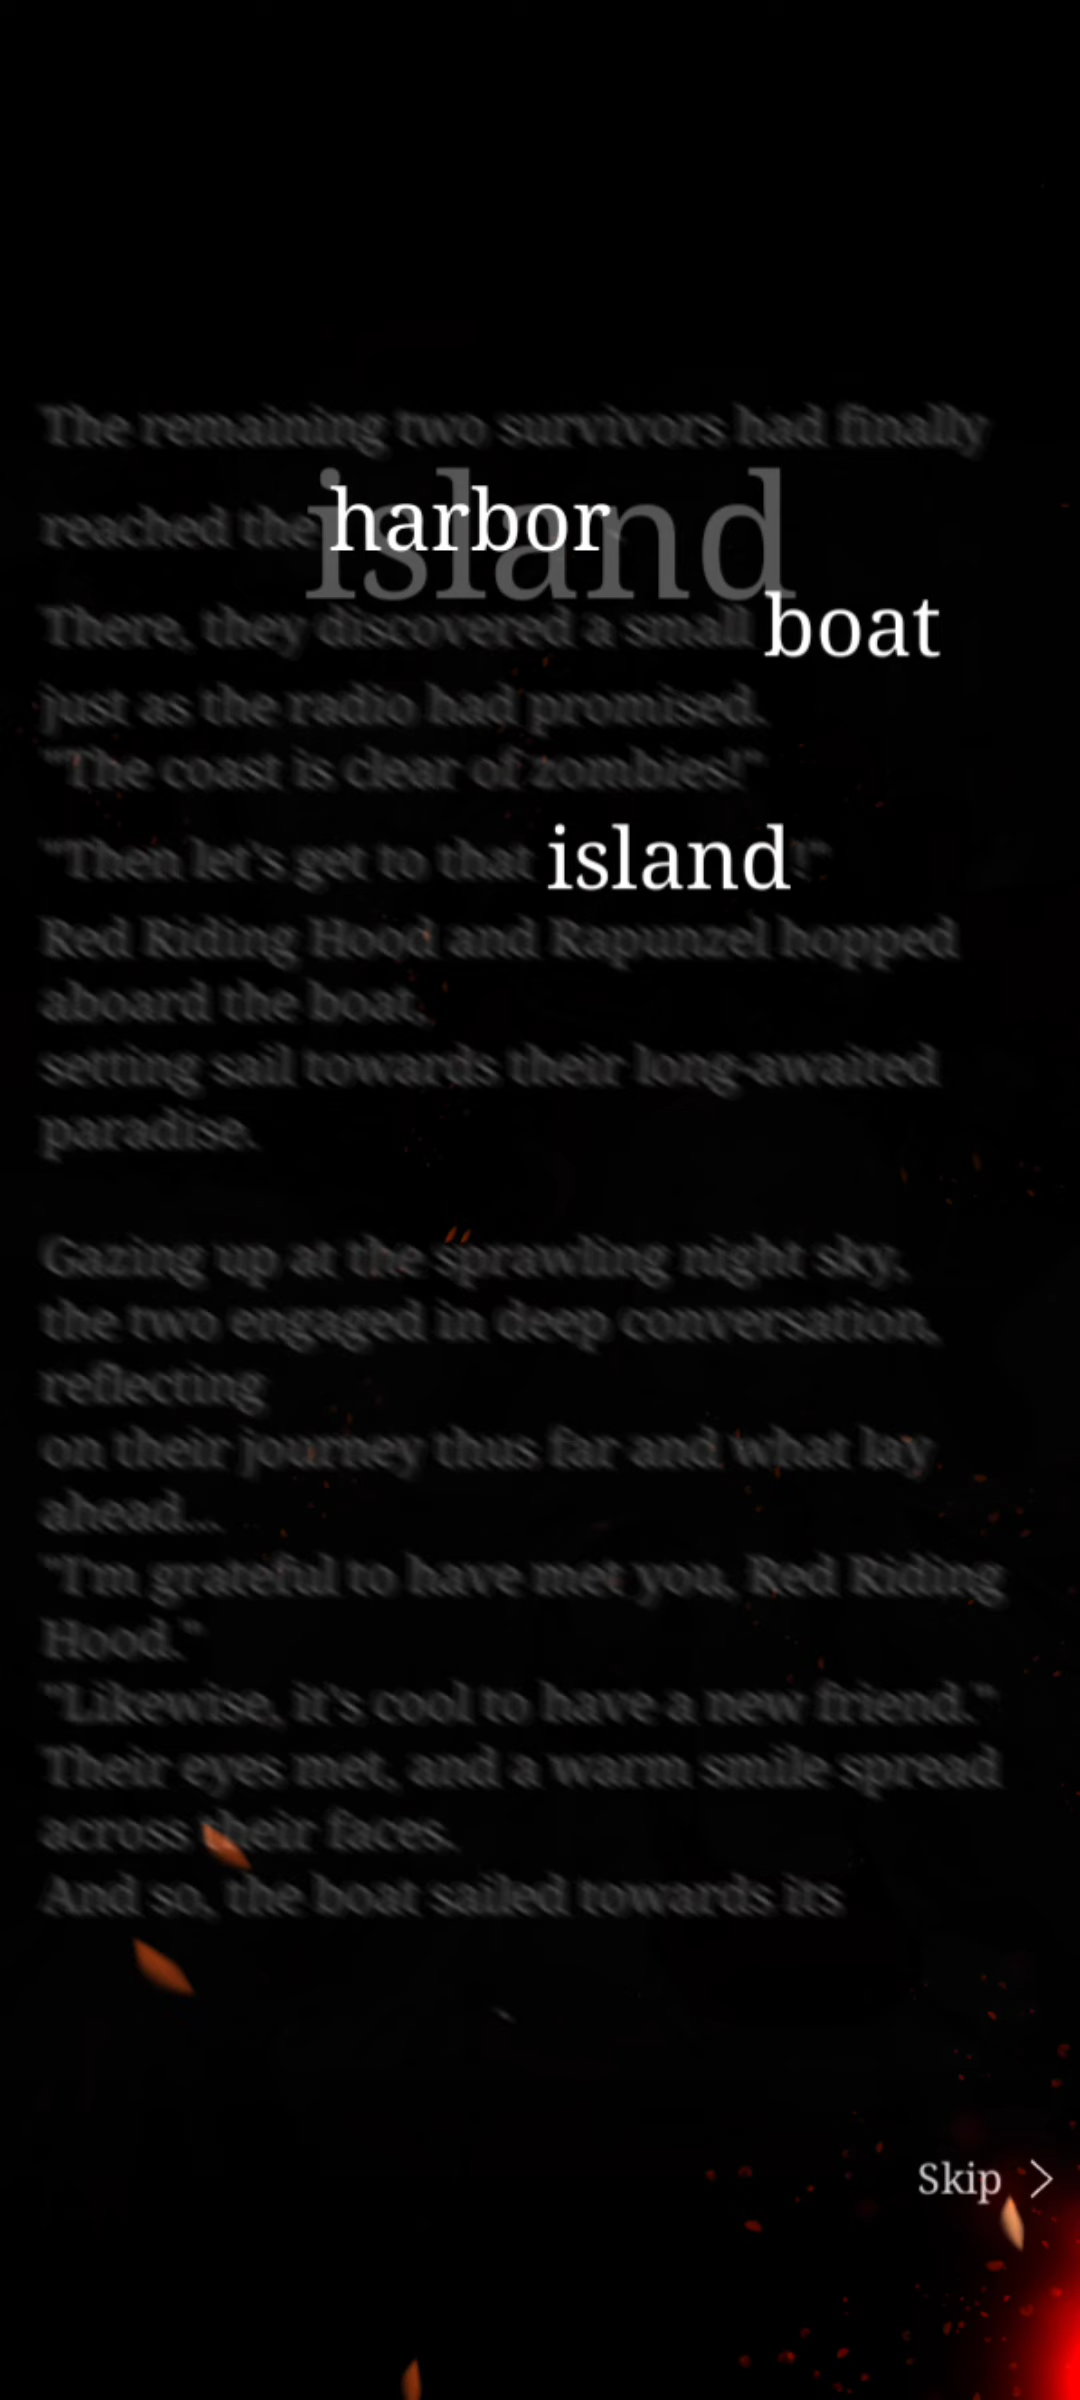 The remaining two survivors had finally
island
reached the harbor.
There, they discovered a small boat
just as the radio had promised.
"The coast is clear of zombies!"
"Then let's get to that island!"
Red Riding Hood and Rapunzel hopped
aboard the boat,
setting sail towards their long-awaited
paradise.
Gazing up at the sprawling night sky,
the two engaged in deep conversation,
reflecting
on their journey thus far and what lay
ahead...
"I'm grateful to have met you, Red Riding
Hood."
"Likewise, it's cool to have a new friend."
Their eyes met, and a warm smile spread
across their faces.
And so, the boat sailed towards its
Skip >